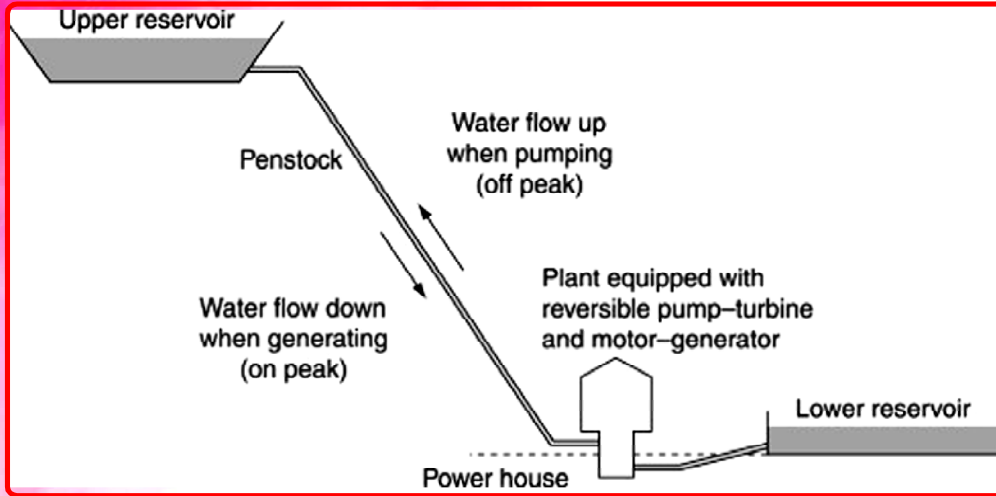 Upper reservoir
Water flow up
when pumping
(off peak)
Penstock
Plant equipped with
reversible pump–turbine
and motor–generator
Water flow down
when generating
(on peak)
Lower reservoir
Power house